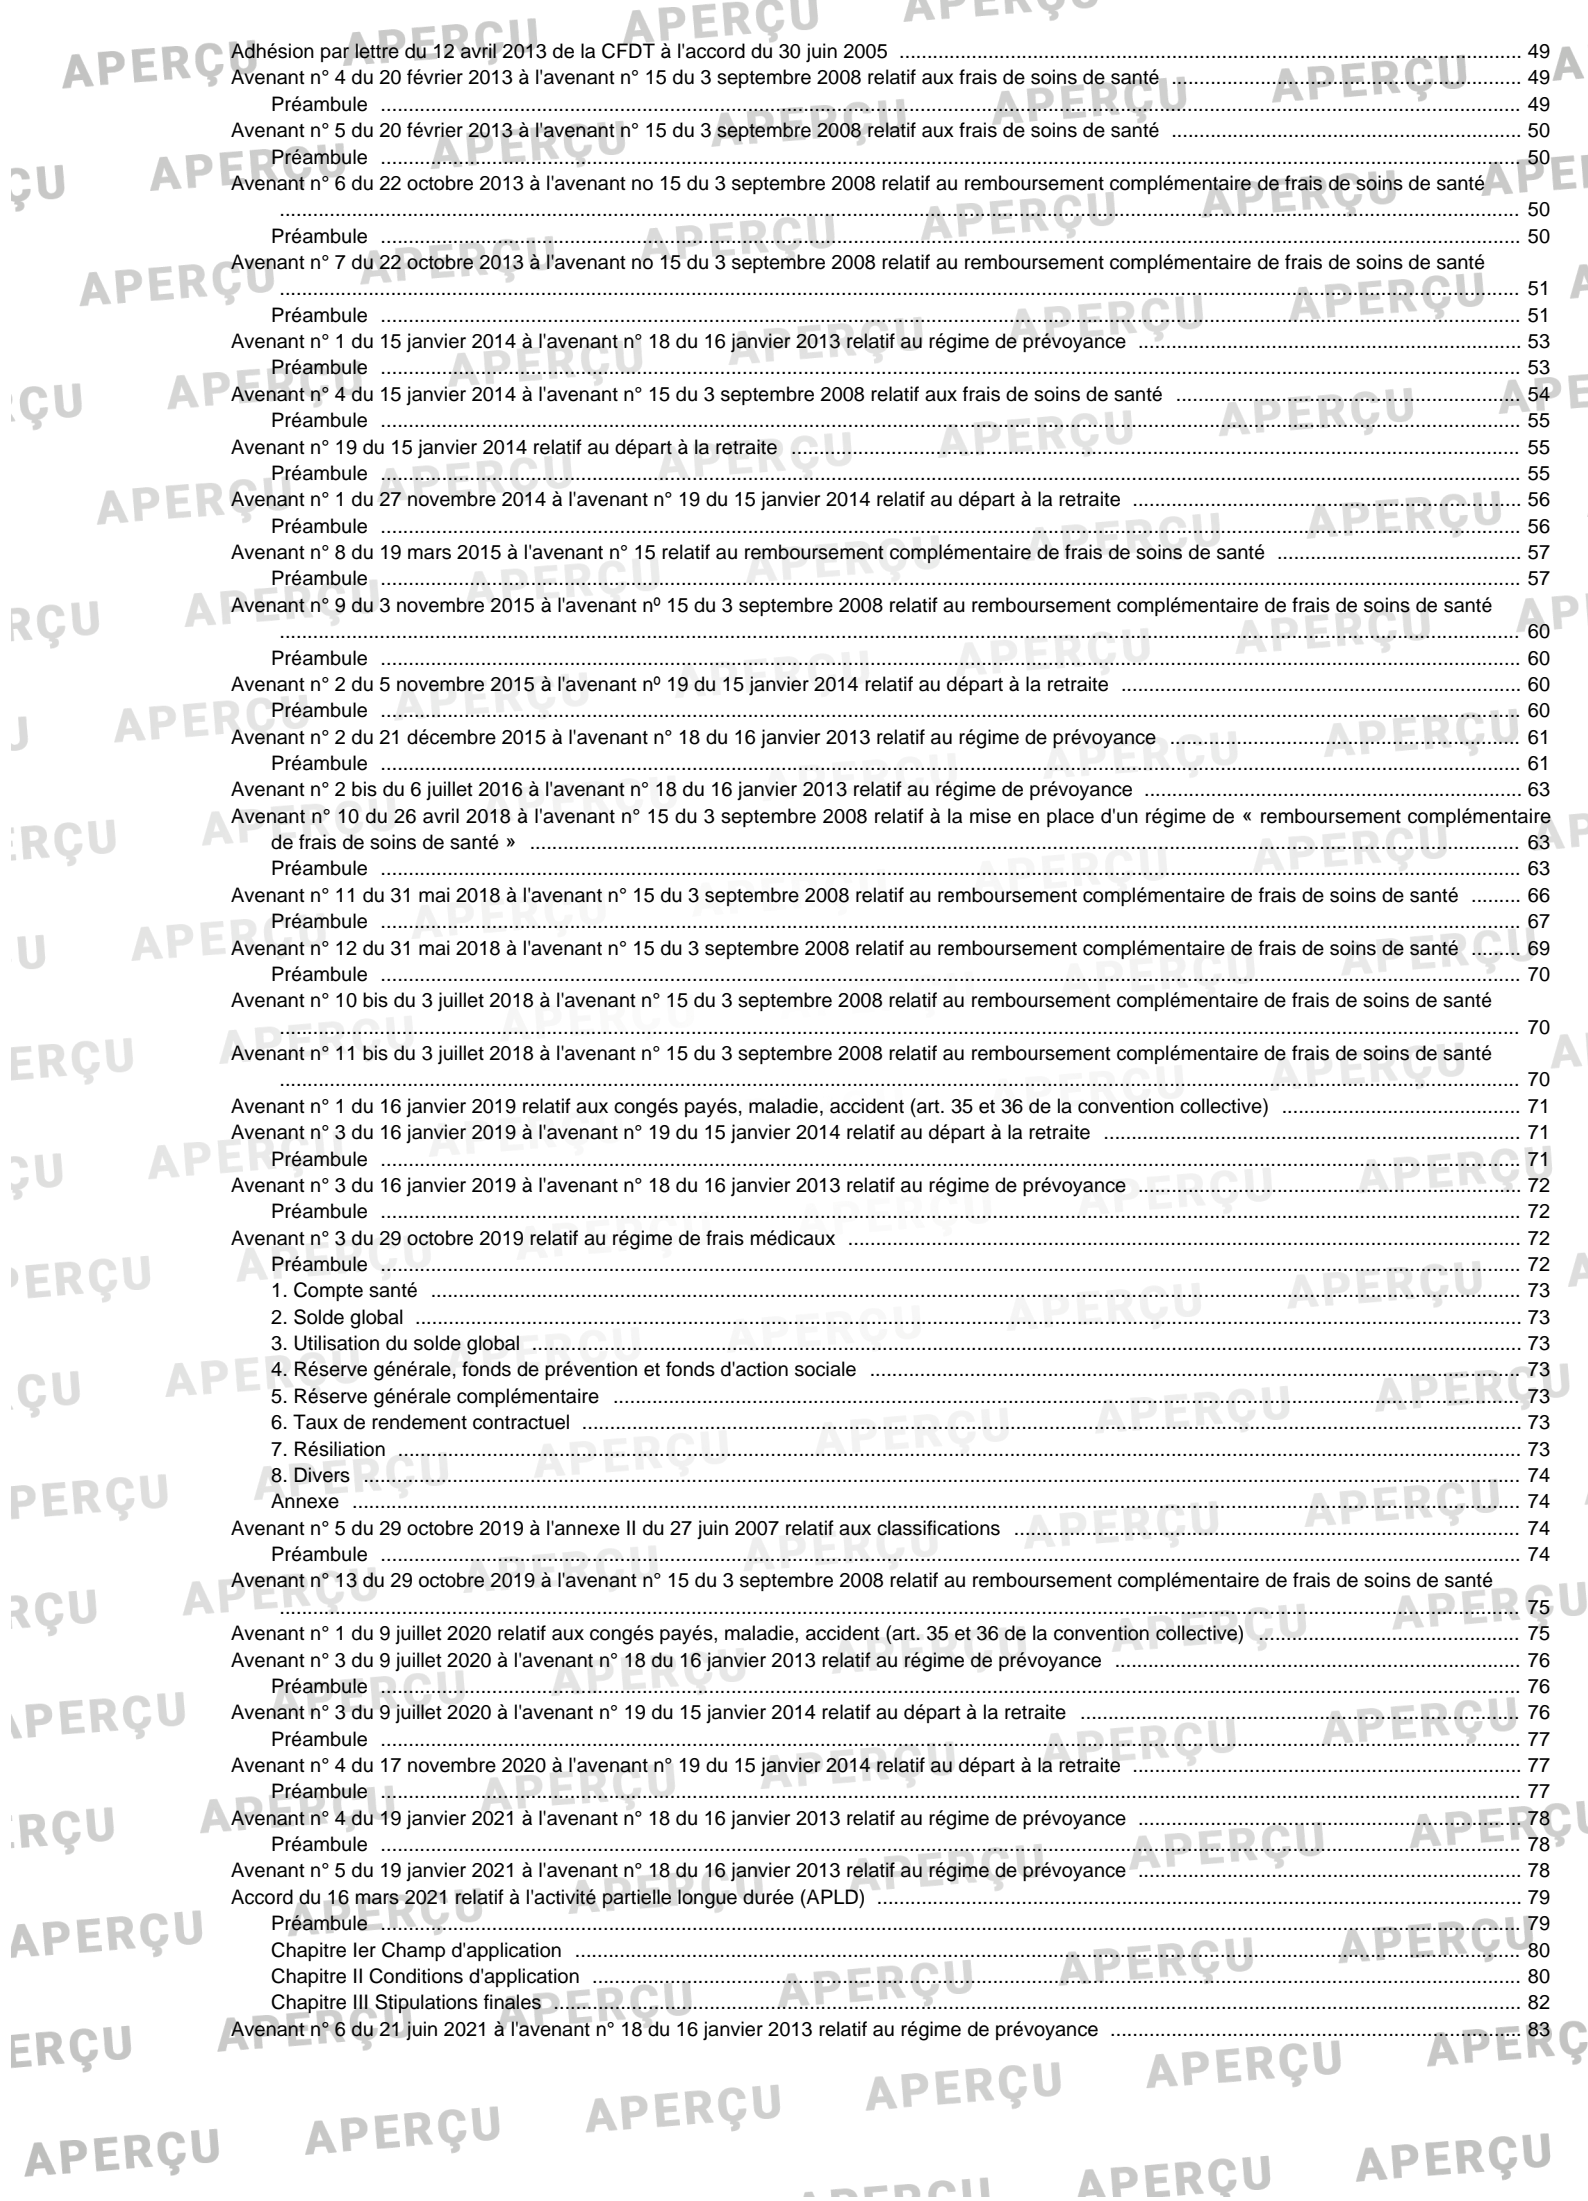 Adhésion par lettre du 12 avril 2013 de la CFDT à l'accord du 30 juin 2005 ... 49
Avenant n° 4 du 20 février 2013 à l'avenant n° 15 du 3 septembre 2008 relatif aux frais de soins de santé ... 49
Préambule ... 49
Avenant n° 5 du 20 février 2013 à l'avenant n° 15 du 3 septembre 2008 relatif aux frais de soins de santé ... 50
Préambule ... 50
Avenant n° 6 du 22 octobre 2013 à l'avenant no 15 du 3 septembre 2008 relatif au remboursement complémentaire de frais de soins de santé
... 50
Préambule ... 50
Avenant n° 7 du 22 octobre 2013 à l'avenant no 15 du 3 septembre 2008 relatif au remboursement complémentaire de frais de soins de santé
... 51
Préambule ... 51
Avenant n° 1 du 15 janvier 2014 à l'avenant n° 18 du 16 janvier 2013 relatif au régime de prévoyance ... 53
Préambule ... 53
Avenant n° 4 du 15 janvier 2014 à l'avenant n° 15 du 3 septembre 2008 relatif aux frais de soins de santé ... 54
Préambule ... 55
Avenant n° 19 du 15 janvier 2014 relatif au départ à la retraite ... 55
Préambule ... 55
Avenant n° 1 du 27 novembre 2014 à l'avenant n° 19 du 15 janvier 2014 relatif au départ à la retraite ... 56
Préambule ... 56
Avenant n° 8 du 19 mars 2015 à l'avenant n° 15 relatif au remboursement complémentaire de frais de soins de santé ... 57
Préambule ... 57
Avenant n° 9 du 3 novembre 2015 à l'avenant nº 15 du 3 septembre 2008 relatif au remboursement complémentaire de frais de soins de santé
... 60
Préambule ... 60
Avenant n° 2 du 5 novembre 2015 à l'avenant nº 19 du 15 janvier 2014 relatif au départ à la retraite ... 60
Préambule ... 60
Avenant n° 2 du 21 décembre 2015 à l'avenant n° 18 du 16 janvier 2013 relatif au régime de prévoyance ... 61
Préambule ... 61
Avenant n° 2 bis du 6 juillet 2016 à l'avenant n° 18 du 16 janvier 2013 relatif au régime de prévoyance ... 63
Avenant n° 10 du 26 avril 2018 à l'avenant n° 15 du 3 septembre 2008 relatif à la mise en place d'un régime de « remboursement complémentaire
de frais de soins de santé » ... 63
Préambule ... 63
Avenant n° 11 du 31 mai 2018 à l'avenant n° 15 du 3 septembre 2008 relatif au remboursement complémentaire de frais de soins de santé ... 66
Préambule ... 67
Avenant n° 12 du 31 mai 2018 à l'avenant n° 15 du 3 septembre 2008 relatif au remboursement complémentaire de frais de soins de santé ... 69
Préambule ... 70
Avenant n° 10 bis du 3 juillet 2018 à l'avenant n° 15 du 3 septembre 2008 relatif au remboursement complémentaire de frais de soins de santé
... 70
Avenant n° 11 bis du 3 juillet 2018 à l'avenant n° 15 du 3 septembre 2008 relatif au remboursement complémentaire de frais de soins de santé
... 70
Avenant n° 1 du 16 janvier 2019 relatif aux congés payés, maladie, accident (art. 35 et 36 de la convention collective) ... 71
Avenant n° 3 du 16 janvier 2019 à l'avenant n° 19 du 15 janvier 2014 relatif au départ à la retraite ... 71
Préambule ... 71
Avenant n° 3 du 16 janvier 2019 à l'avenant n° 18 du 16 janvier 2013 relatif au régime de prévoyance ... 72
Préambule ... 72
Avenant n° 3 du 29 octobre 2019 relatif au régime de frais médicaux ... 72
Préambule ... 72
1. Compte santé ... 73
2. Solde global ... 73
3. Utilisation du solde global ... 73
4. Réserve générale, fonds de prévention et fonds d'action sociale ... 73
5. Réserve générale complémentaire ... 73
6. Taux de rendement contractuel ... 73
7. Résiliation ... 73
8. Divers ... 74
Annexe ... 74
Avenant n° 5 du 29 octobre 2019 à l'annexe II du 27 juin 2007 relatif aux classifications ... 74
Préambule ... 74
Avenant n° 13 du 29 octobre 2019 à l'avenant n° 15 du 3 septembre 2008 relatif au remboursement complémentaire de frais de soins de santé
... 75
Avenant n° 1 du 9 juillet 2020 relatif aux congés payés, maladie, accident (art. 35 et 36 de la convention collective) ... 75
Avenant n° 3 du 9 juillet 2020 à l'avenant n° 18 du 16 janvier 2013 relatif au régime de prévoyance ... 76
Préambule ... 76
Avenant n° 3 du 9 juillet 2020 à l'avenant n° 19 du 15 janvier 2014 relatif au départ à la retraite ... 76
Préambule ... 77
Avenant n° 4 du 17 novembre 2020 à l'avenant n° 19 du 15 janvier 2014 relatif au départ à la retraite ... 77
Préambule ... 77
Avenant n° 4 du 19 janvier 2021 à l'avenant n° 18 du 16 janvier 2013 relatif au régime de prévoyance ... 78
Préambule ... 78
Avenant n° 5 du 19 janvier 2021 à l'avenant n° 18 du 16 janvier 2013 relatif au régime de prévoyance ... 78
Accord du 16 mars 2021 relatif à l'activité partielle longue durée (APLD) ... 79
Préambule ... 79
Chapitre Ier Champ d'application ... 80
Chapitre II Conditions d'application ... 80
Chapitre III Stipulations finales ... 82
Avenant n° 6 du 21 juin 2021 à l'avenant n° 18 du 16 janvier 2013 relatif au régime de prévoyance ... 83
APERÇU